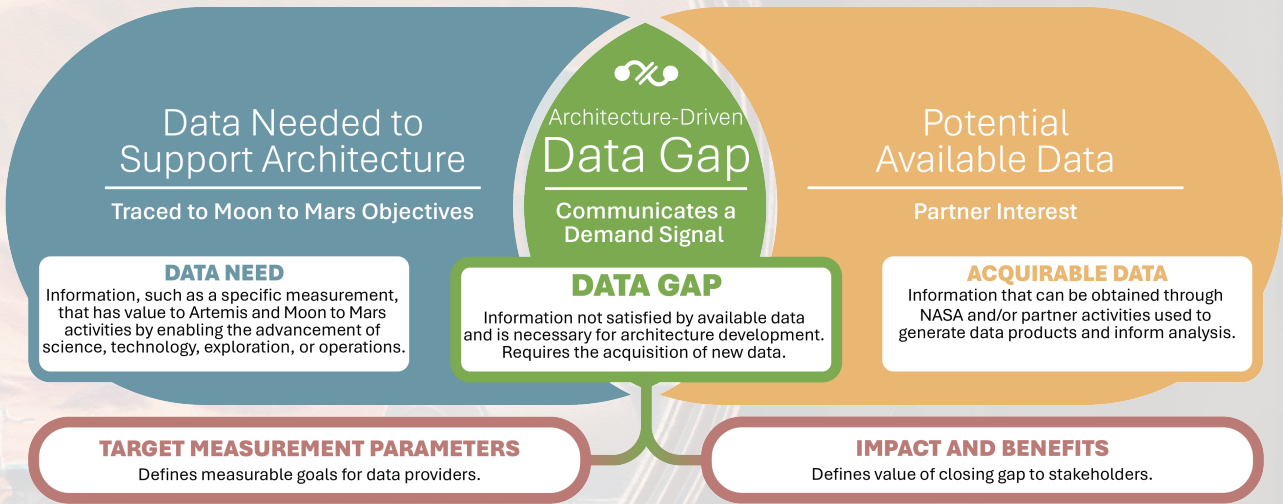 Data Needed to
Support Architecture
Traced to Moon to Mars Objectives
DATA NEED
Information, such as a specific measurement,
that has value to Artemis and Moon to Mars
activities by enabling the advancement of
science, technology, exploration, or operations.
Architecture-Driven
Data Gap
Communicates a
Demand Signal
DATA GAP
Information not satisfied by available data
and is necessary for architecture development.
Requires the acquisition of new data.
Potential
Available Data
Partner Interest
ACQUIRABLE DATA
Information that can be obtained through
NASA and/or partner activities used to
generate data products and inform analysis.
TARGET MEASUREMENT PARAMETERS
Defines measurable goals for data providers.
IMPACT AND BENEFITS
Defines value of closing gap to stakeholders.